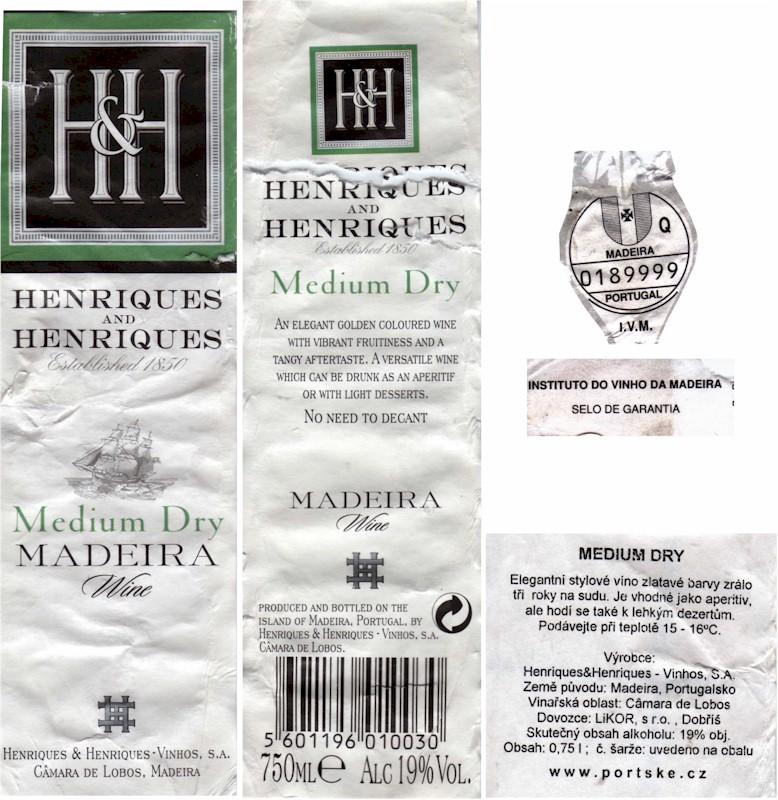 H&H
HENRIQUES
AND
HENRIQUES
Established 1850
Medium Dry
MADEIRA
Wine
HENRIQUES & HENRIQUES - VINHOS, S.A.
CÂMARA DE LOBOS, MADEIRA
H&H
HENRIQUES
AND
HENRIQUES
Established 1850
Medium Dry
AN ELEGANT GOLDEN COLOURED WINE
WITH VIBRANT FRUITINESS AND A
TANGY AFTERTASTE. A VERSATILE WINE
WHICH CAN BE DRUNK AS AN APERITIF
OR WITH LIGHT DESSERTS.
NO NEED TO DECANT
MADEIRA
Wine
PRODUCED AND BOTTLED ON THE
ISLAND OF MADEIRA, PORTUGAL, BY
HENRIQUES & HENRIQUES - VINHOS, S.A.
CÂMARA DE LOBOS.
5 601196 010030
750ML e ALC 19% VOL.
Q
MADEIRA
0189999
PORTUGAL
I.V.M.
INSTITUTO DO VINHO DA MADEIRA
SELO DE GARANTIA
MEDIUM DRY
Elegantní stylové víno zlatavé barvy zrálo
tři roky na sudu. Je vhodné jako aperitiv,
ale hodí se také k lehkým dezertům.
Podávejte při teplotě 15 - 16ºC.
Výrobce:
Henriques&Henriques - Vinhos, S.A.
Země původu: Madeira, Portugalsko
Vinařská oblast: Câmara de Lobos
Dovozce: LiKOR, s r.o. , Dobříš
Skutečný obsah alkoholu: 19% obj.
Obsah: 0,75 l ; č. šarže: uvedeno na obalu
www.portske.cz